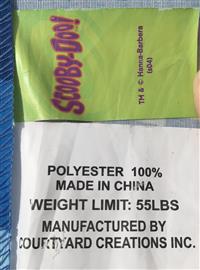 SCOOBY-DOO!
TM & © Hanna-Barbera
(s04)
POLYESTER 100%
MADE IN CHINA
WEIGHT LIMIT: 55LBS
MANUFACTURED BY
COURTYARD CREATIONS INC.